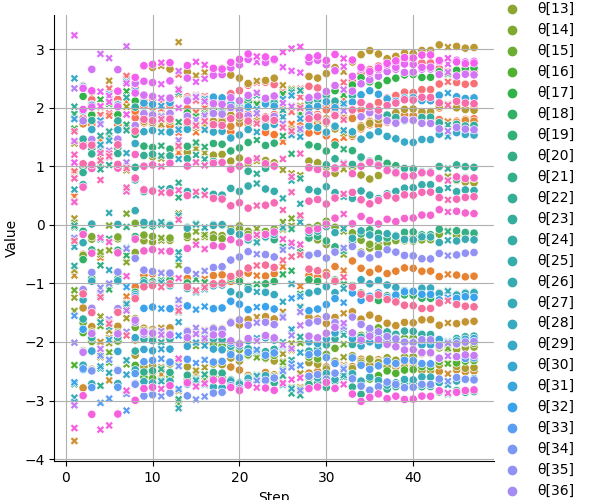 3
2
1
0
−1
−2
−3
−4
Value
0
10
20
30
40
Step
θ[13]
θ[14]
θ[15]
θ[16]
θ[17]
θ[18]
θ[19]
θ[20]
θ[21]
θ[22]
θ[23]
θ[24]
θ[25]
θ[26]
θ[27]
θ[28]
θ[29]
θ[30]
θ[31]
θ[32]
θ[33]
θ[34]
θ[35]
θ[36]